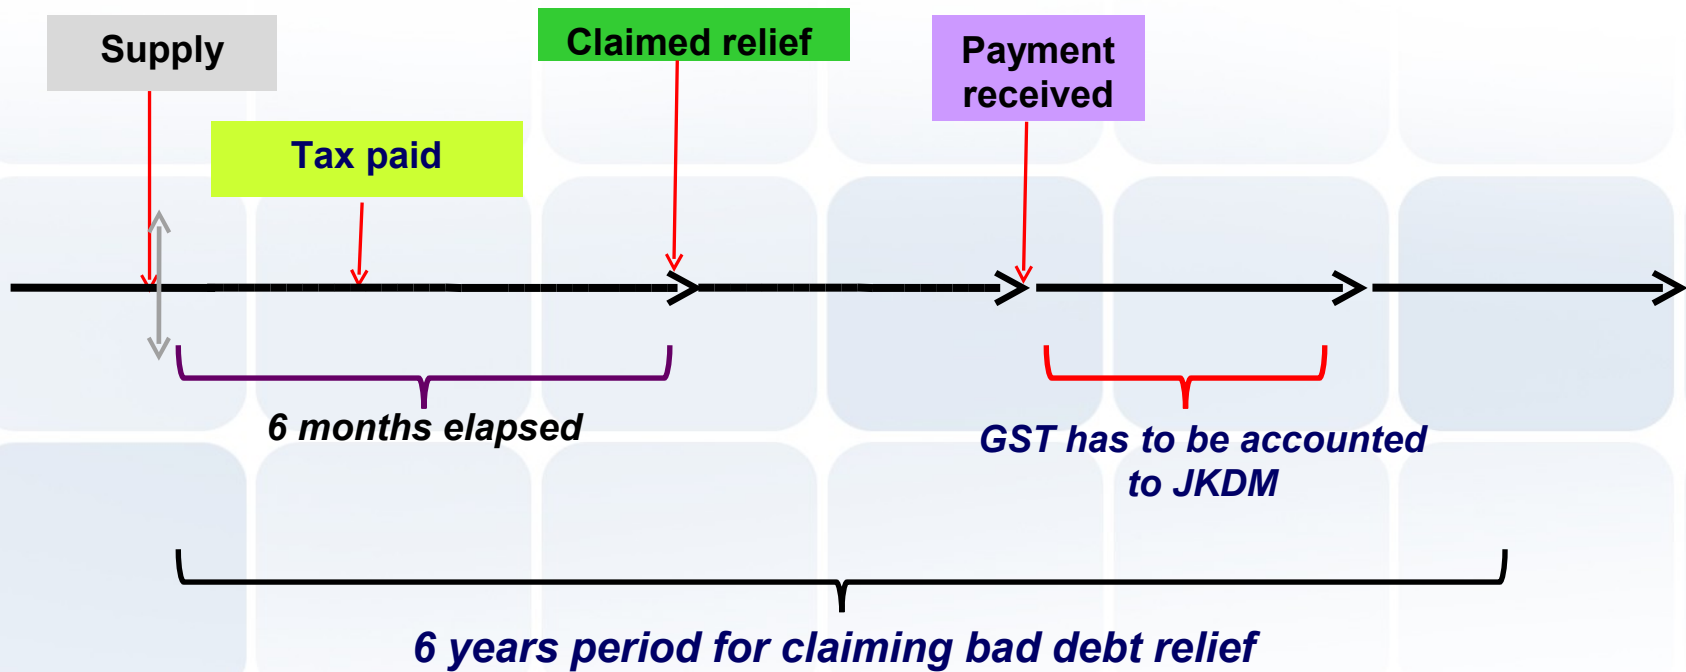 Supply
Claimed relief
Payment
received
Tax paid
6 months elapsed
GST has to be accounted
to JKDM
6 years period for claiming bad debt relief